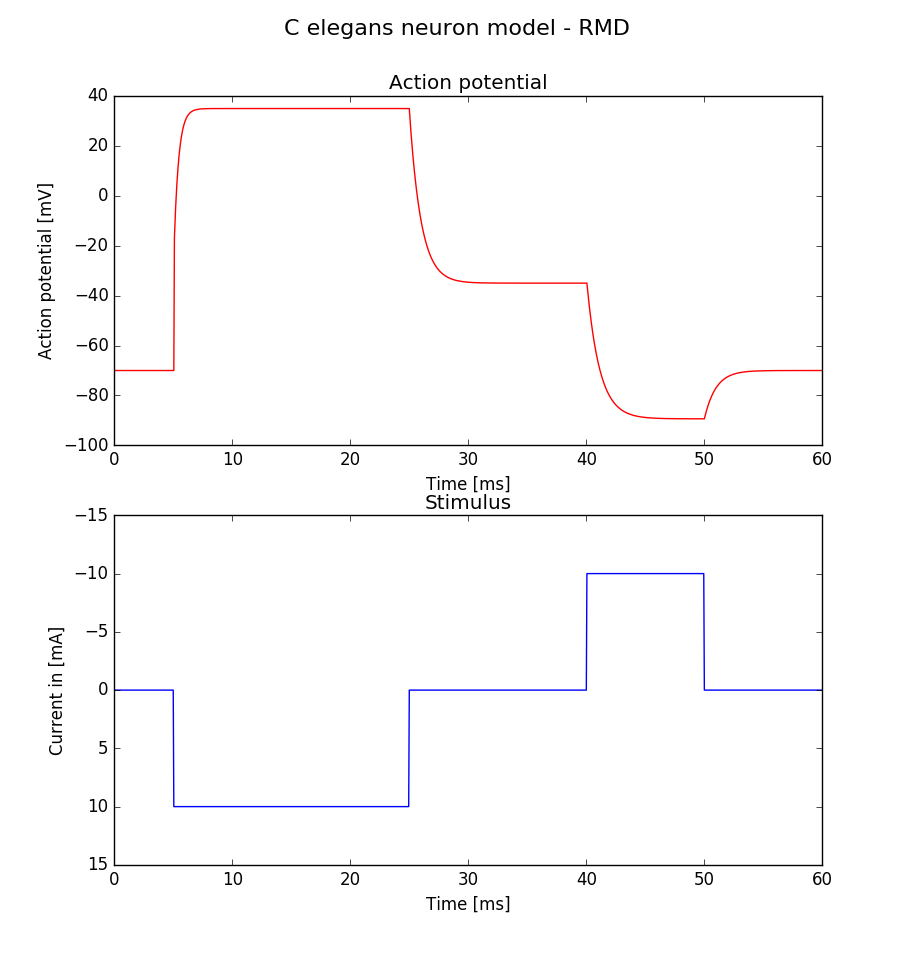 C elegans neuron model - RMD
Action potential
Action potential [mV]
40
20
0
−20
−40
−60
−80
−100
0 10 20 30 40 50 60
Time [ms]
Stimulus
Current in [mA]
−15
−10
−5
0
5
10
15
0 10 20 30 40 50 60
Time [ms]